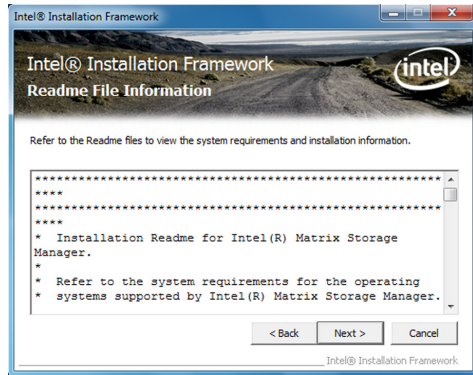 Intel® Installation Framework
Intel® Installation Framework
intel
Readme File Information
Refer to the Readme files to view the system requirements and installation information.
********************************************************
****
********************************************************
****
*   Installation Readme for Intel(R) Matrix Storage
Manager.
*
*   Refer to the system requirements for the operating
*   systems supported by Intel(R) Matrix Storage Manager.
< Back
Next >
Cancel
Intel® Installation Framework